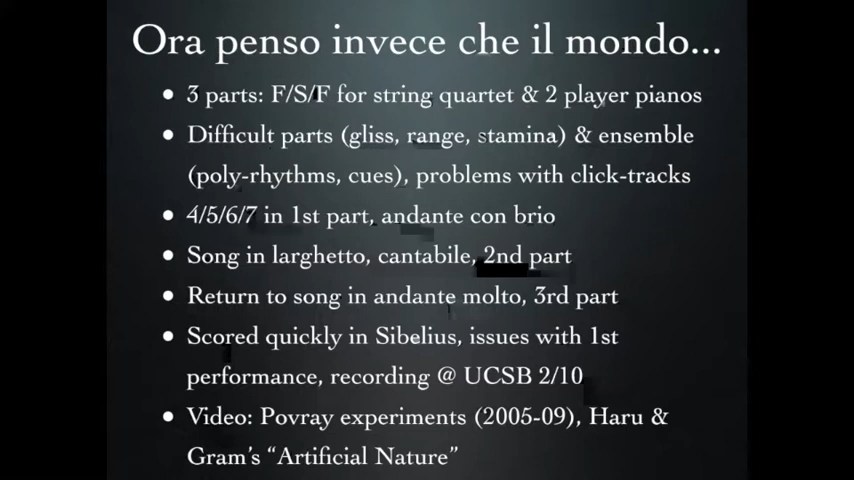 Ora penso invece che il mondo...
• 3 parts: F/S/F for string quartet & 2 player pianos
• Difficult parts (gliss, range, stamina) & ensemble
(poly-rhythms, cues), problems with click-tracks
• 4/5/6/7 in 1st part, andante con brio
• Song in larghetto, cantabile, 2nd part
• Return to song in andante molto, 3rd part
• Scored quickly in Sibelius, issues with 1st
performance, recording @ UCSB 2/10
• Video: Povray experiments (2005-09), Haru &
Gram's “Artificial Nature”